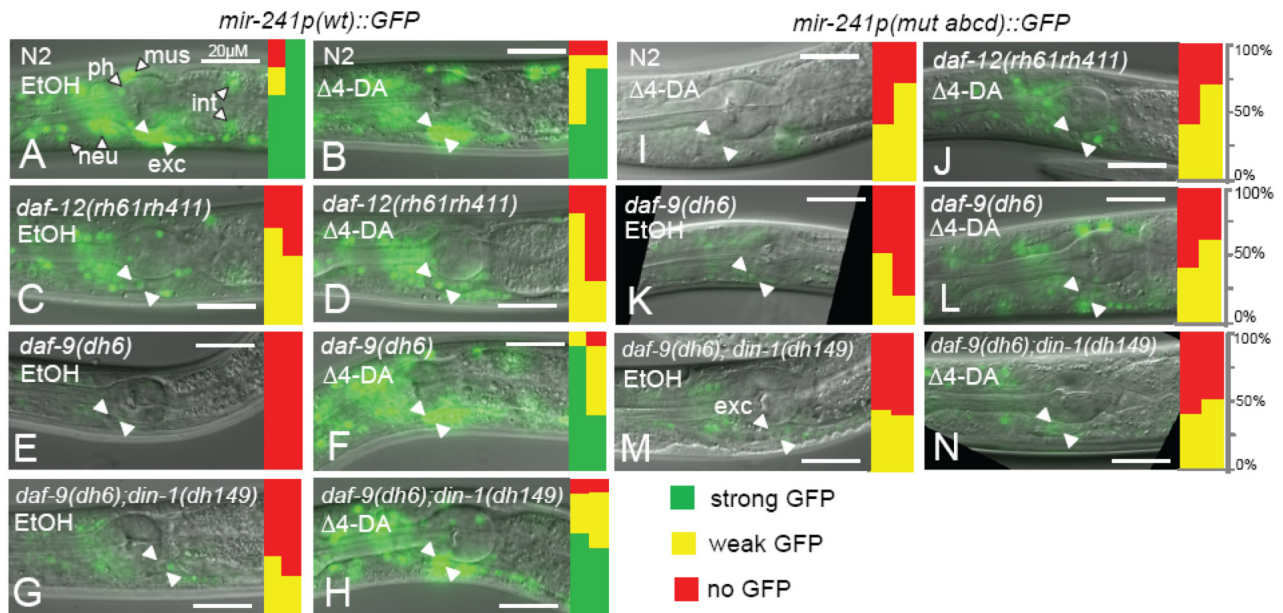 mir-241p(wt)::GFP
mir-241p(mut abcd)::GFP
N2
EtOH
ph
mus
20µM
int
neu
exc
A
N2
Δ4-DA
B
N2
Δ4-DA
I
daf-12(rh61rh411)
Δ4-DA
J
100%
50%
0%
daf-12(rh61rh411)
EtOH
C
daf-12(rh61rh411)
Δ4-DA
D
daf-9(dh6)
EtOH
K
daf-9(dh6)
Δ4-DA
L
100%
50%
0%
daf-9(dh6)
EtOH
E
daf-9(dh6)
Δ4-DA
F
daf-9(dh6); din-1(dh149)
EtOH
exc
M
daf-9(dh6);din-1(dh149)
Δ4-DA
N
100%
50%
0%
daf-9(dh6);din-1(dh149)
EtOH
G
daf-9(dh6);din-1(dh149)
Δ4-DA
H
strong GFP
weak GFP
no GFP